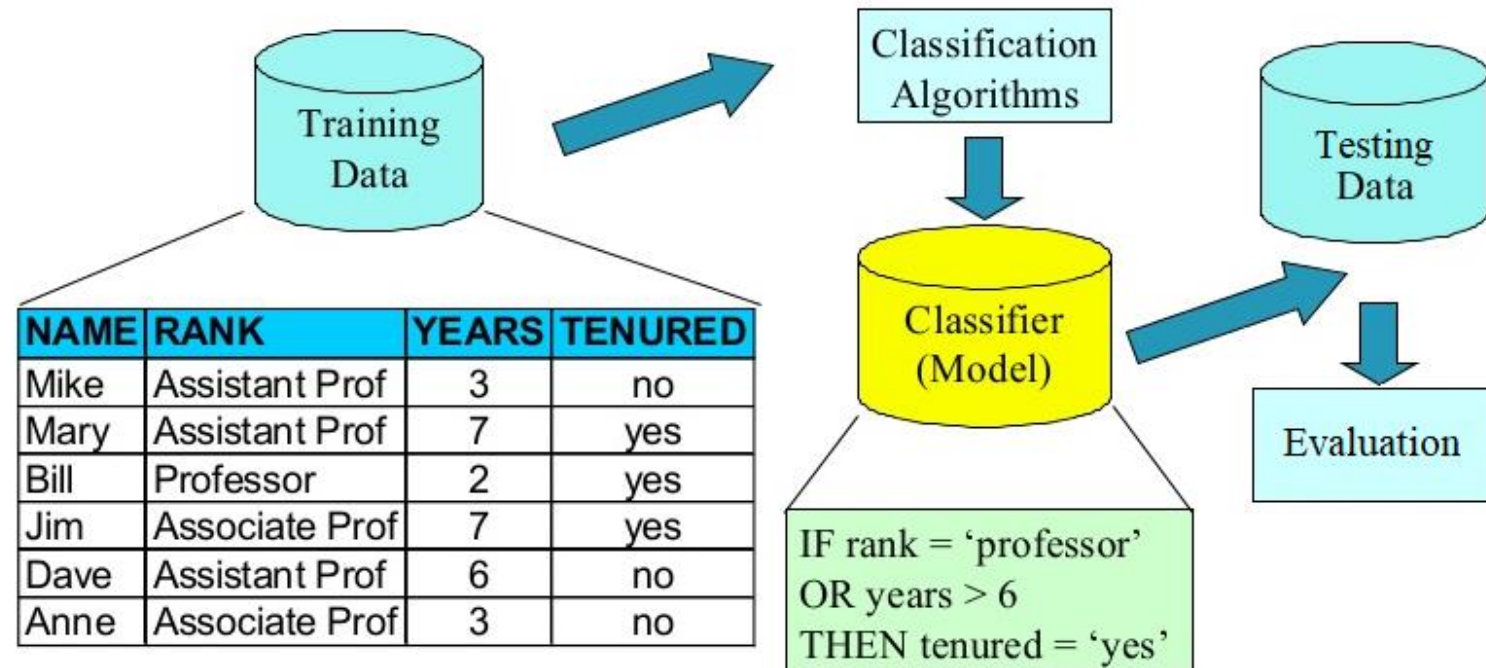 Training
Data
Classification
Algorithms
Testing
Data
Classifier
(Model)
Evaluation
NAME RANK YEARS TENURED
Mike Assistant Prof 3 no
Mary Assistant Prof 7 yes
Bill Professor 2 yes
Jim Associate Prof 7 yes
Dave Assistant Prof 6 no
Anne Associate Prof 3 no
IF rank = ‘professor’
OR years > 6
THEN tenured = ‘yes’